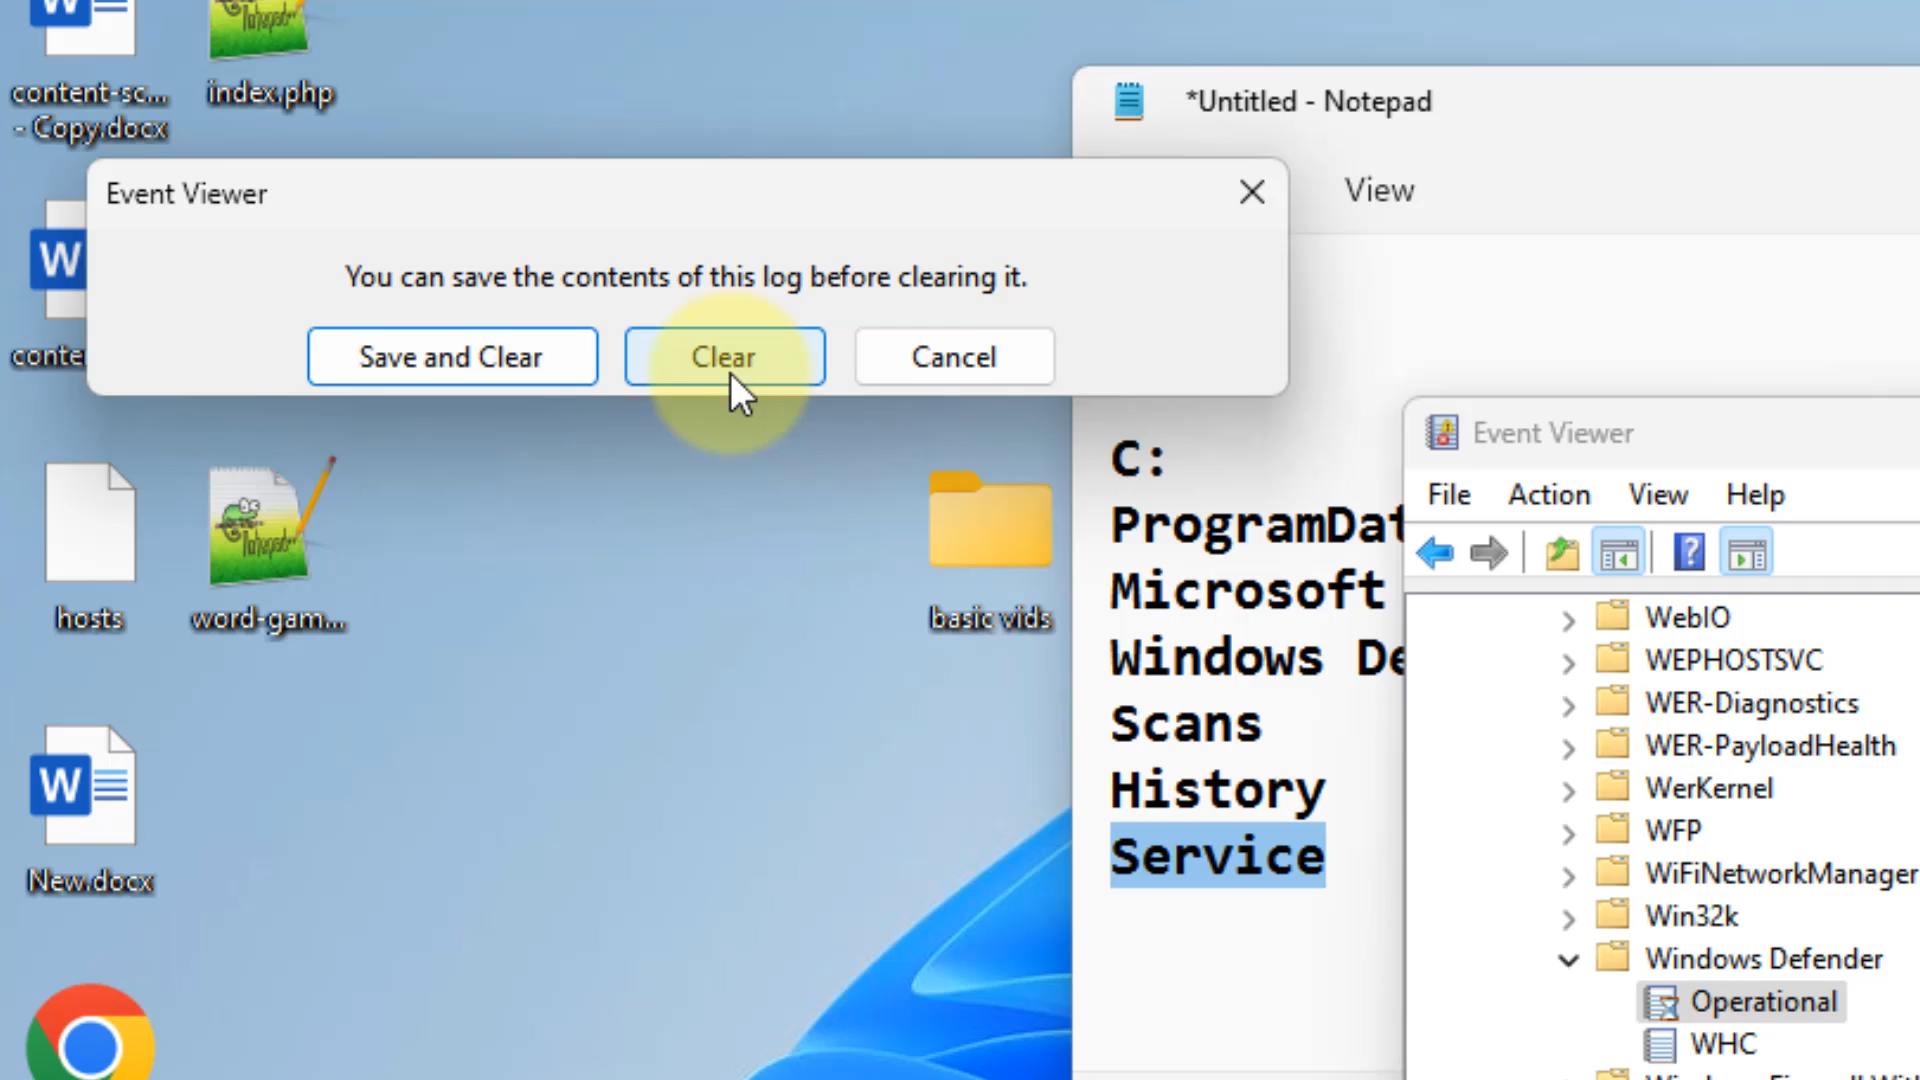 content-sc...
- Copy.docx
index.php
*Untitled - Notepad
View
Event Viewer
You can save the contents of this log before clearing it.
Save and Clear
Clear
Cancel
W
conte
C:
ProgramDat
Microsoft
Windows De
Scans
History
Service
Event Viewer
File Action View Help
hosts
word-gam...
basic vids
WebIO
WEPHOSTSVC
WER-Diagnostics
WER-PayloadHealth
WerKernel
WFP
WiFiNetworkManager
Win32k
Windows Defender
Operational
WHC
W
New.docx